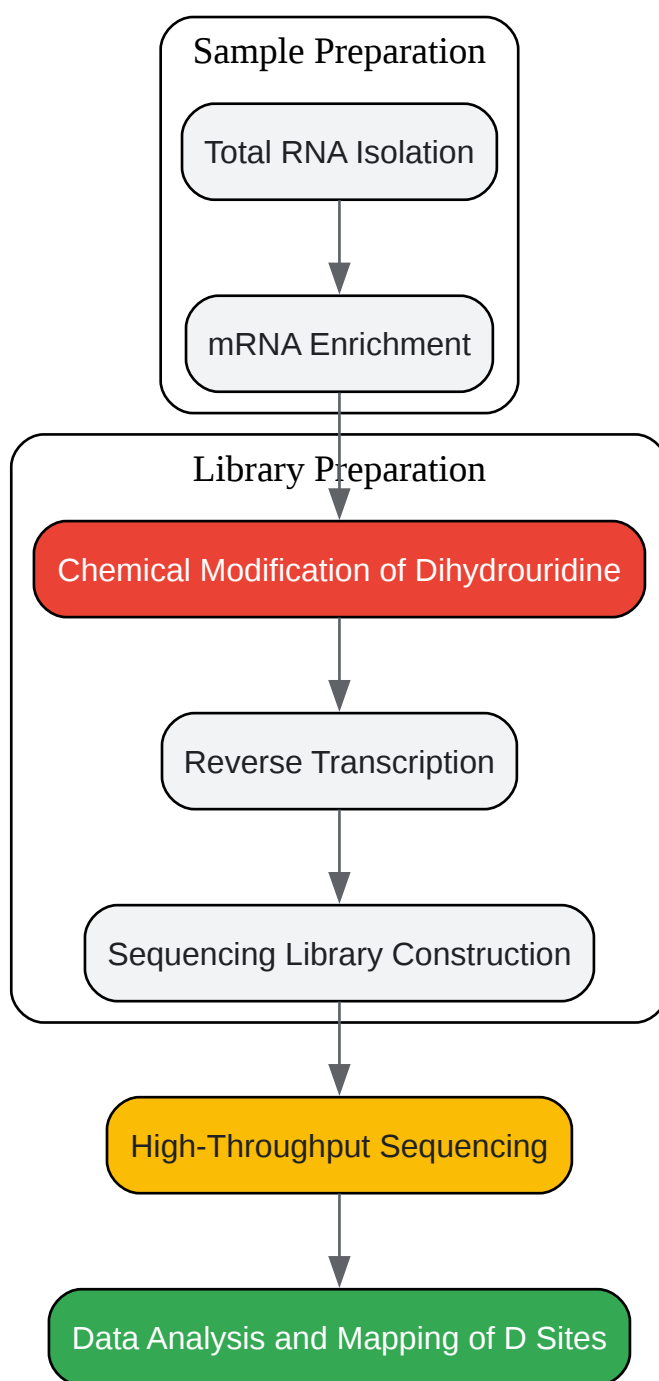 Sample Preparation
Total RNA Isolation
mRNA Enrichment
Library Preparation
Chemical Modification of Dihydrouridine
Reverse Transcription
Sequencing Library Construction
High-Throughput Sequencing
Data Analysis and Mapping of D Sites